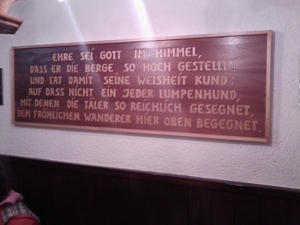 EHRE SEI GOTT IM HIMMEL,
DASS ER DIE BERGE SO HOCH GESTELLT!
UND TAT DAMIT SEINE WEISHEIT KUND:
AUF DASS NICHT EIN JEDER LUMPENHUND,
MIT DENEN DIE TÄLER SO REICHLICH GESEGNET,
DEM FRÖHLICHEN WANDERER HIER OBEN BEGEGNET.